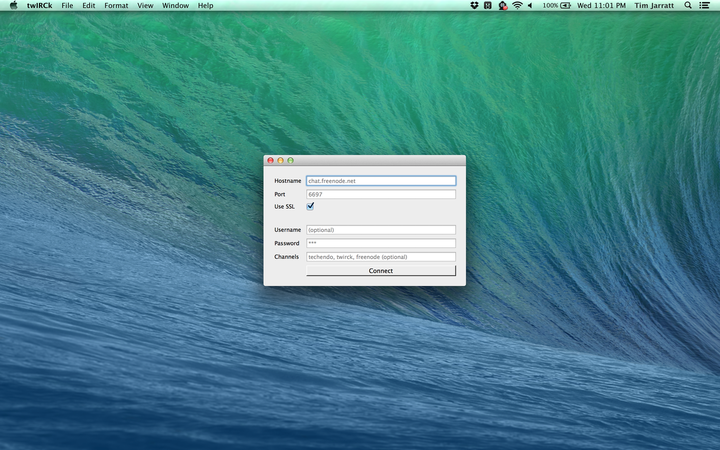 twIRCk File Edit Format View Window Help 100% Wed 11:01 PM Tim Jarratt
Hostname chat.freenode.net
Port 6697
Use SSL
Username (optional)
Password ***
Channels techendo, twirck, freenode (optional)
Connect